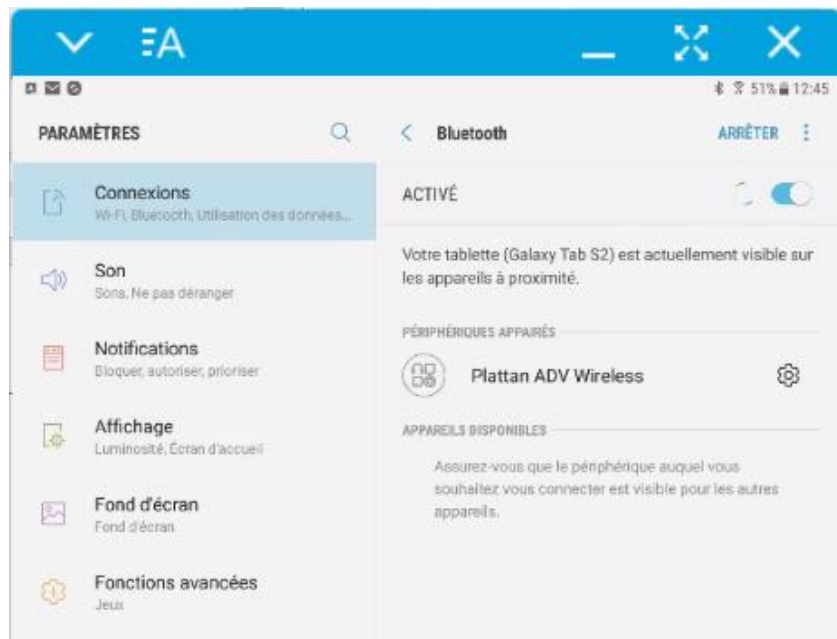 A
51% 12:45
PARAMÈTRES
Bluetooth
ARRÊTER
Connexions
Wi-Fi, Bluetooth, Utilisation des données...
ACTIVÉ
Son
Sons, Ne pas déranger
Votre tablette (Galaxy Tab S2) est actuellement visible sur
les appareils à proximité.
Notifications
Bloquer, autoriser, prioriser
PÉRIPHÉRIQUES APPAIRÉS
Plattan ADV Wireless
Affichage
Luminosité, Écran d'accueil
APPAREILS DISPONIBLES
Assurez-vous que le périphérique auquel vous
souhaitez vous connecter est visible pour les autres
appareils.
Fond d'écran
Fond d'écran
Fonctions avancées
Jeux